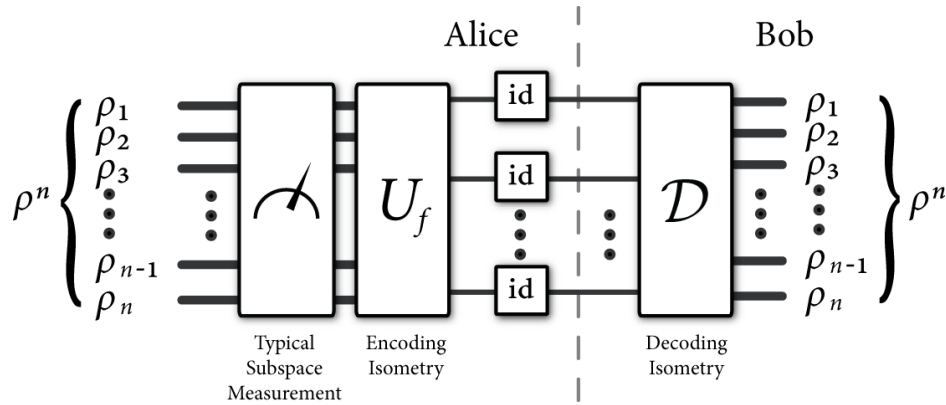 Alice
Bob
ρⁿ
ρ₁
ρ₂
ρ₃
ρₙ₋₁
ρₙ
U_f
id
id
id
𝒟
ρ₁
ρ₂
ρ₃
ρₙ₋₁
ρₙ
ρⁿ
Typical
Subspace
Measurement
Encoding
Isometry
Decoding
Isometry